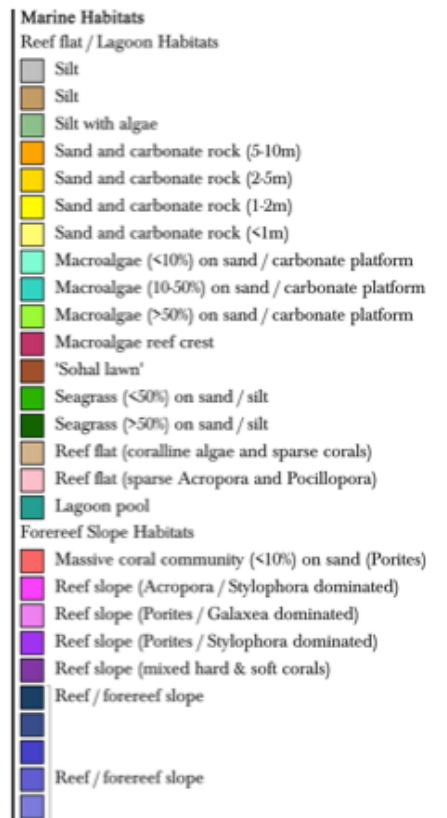 Marine Habitats
Reef flat / Lagoon Habitats
Silt
Silt
Silt with algae
Sand and carbonate rock (5-10m)
Sand and carbonate rock (2-5m)
Sand and carbonate rock (1-2m)
Sand and carbonate rock (<1m)
Macroalgae (<10%) on sand / carbonate platform
Macroalgae (10-50%) on sand / carbonate platform
Macroalgae (>50%) on sand / carbonate platform
Macroalgae reef crest
'Sohal lawn'
Seagrass (<50%) on sand / silt
Seagrass (>50%) on sand / silt
Reef flat (coralline algae and sparse corals)
Reef flat (sparse Acropora and Pocillopora)
Lagoon pool
Forereef Slope Habitats
Massive coral community (<10%) on sand (Porites)
Reef slope (Acropora / Stylophora dominated)
Reef slope (Porites / Galaxea dominated)
Reef slope (Porites / Stylophora dominated)
Reef slope (mixed hard & soft corals)
Reef / forereef slope
Reef / forereef slope